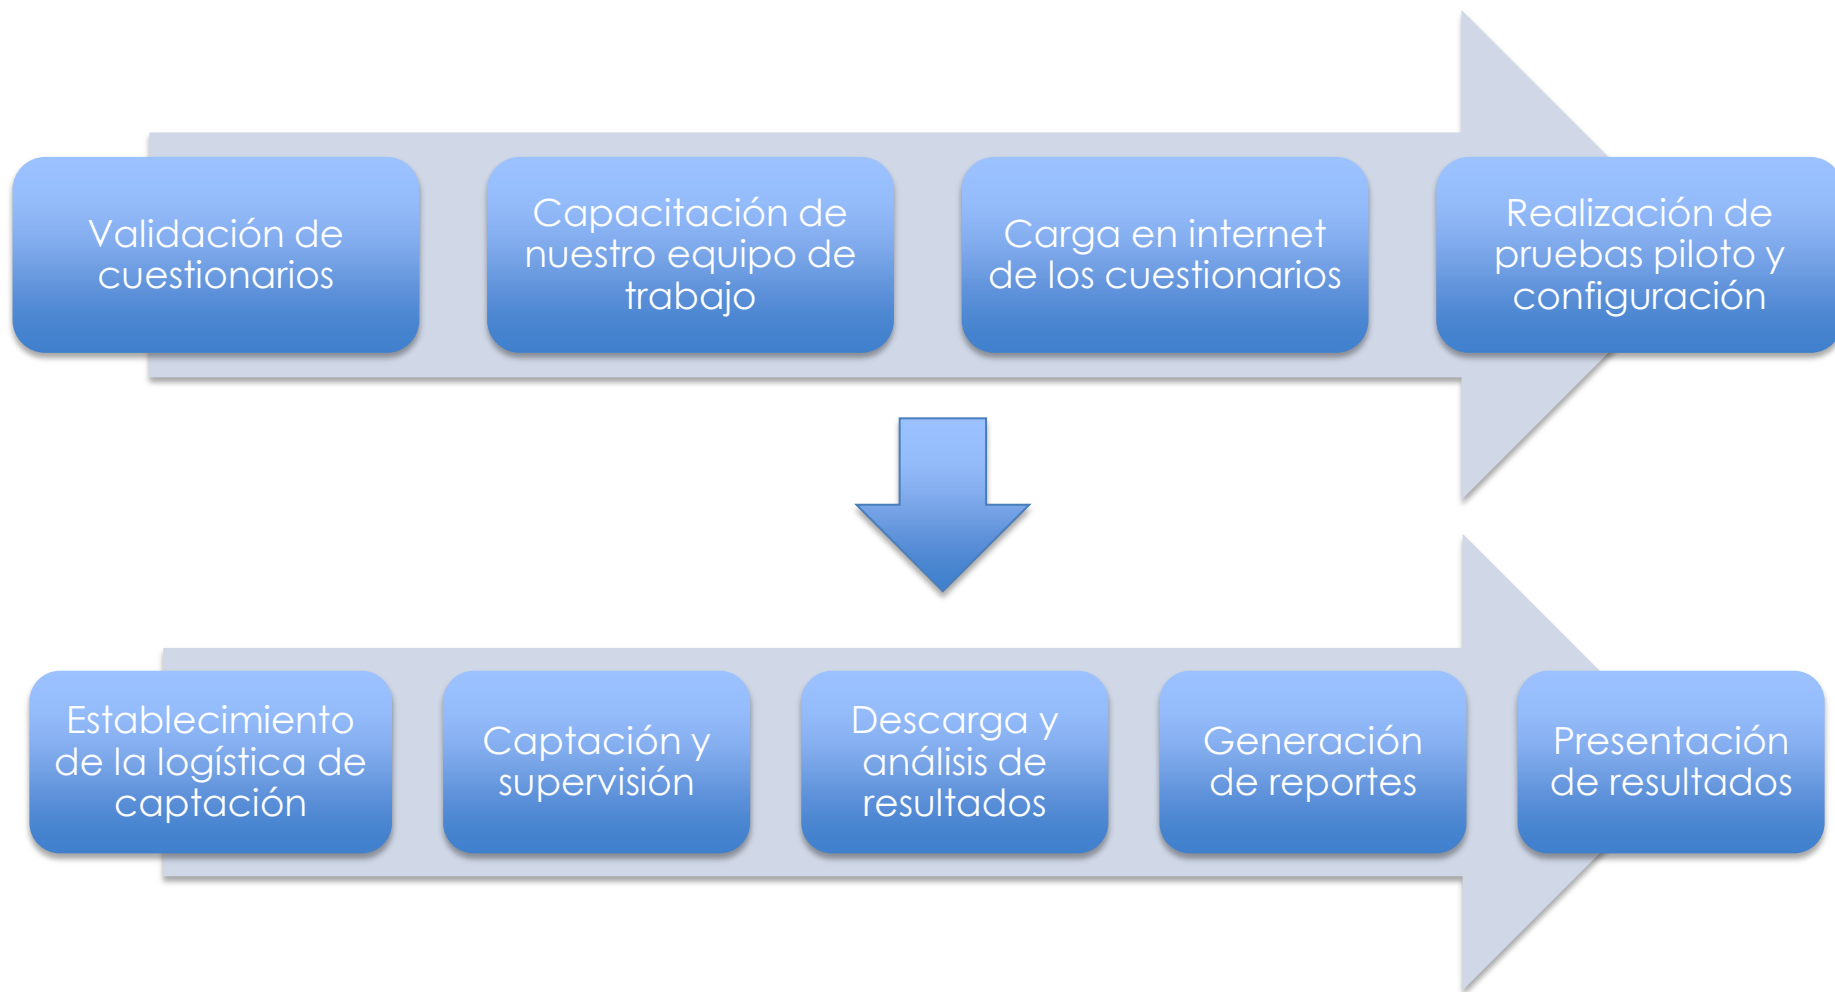 Validación de
cuestionarios
Capacitación de
nuestro equipo de
trabajo
Carga en internet
de los cuestionarios
Realización de
pruebas piloto y
configuración
Establecimiento
de la logística de
captación
Captación y
supervisión
Descarga y
análisis de
resultados
Generación
de reportes
Presentación
de resultados